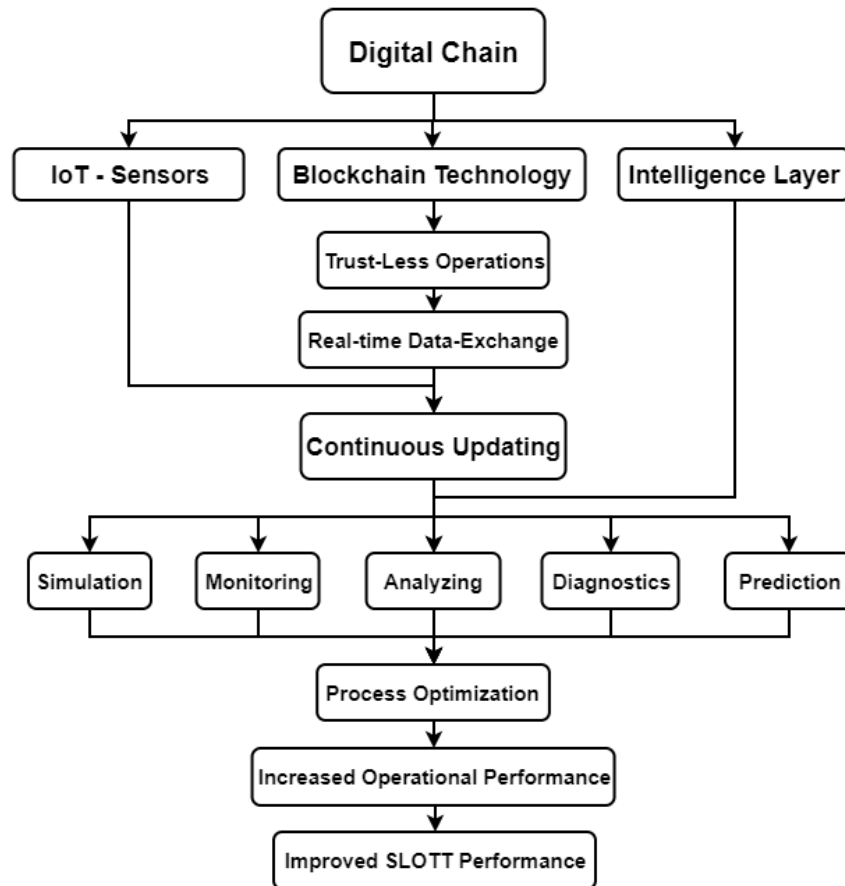 Digital Chain
IoT - Sensors
Blockchain Technology
Intelligence Layer
Trust-Less Operations
Real-time Data-Exchange
Continuous Updating
Simulation
Monitoring
Analyzing
Diagnostics
Prediction
Process Optimization
Increased Operational Performance
Improved SLOTT Performance